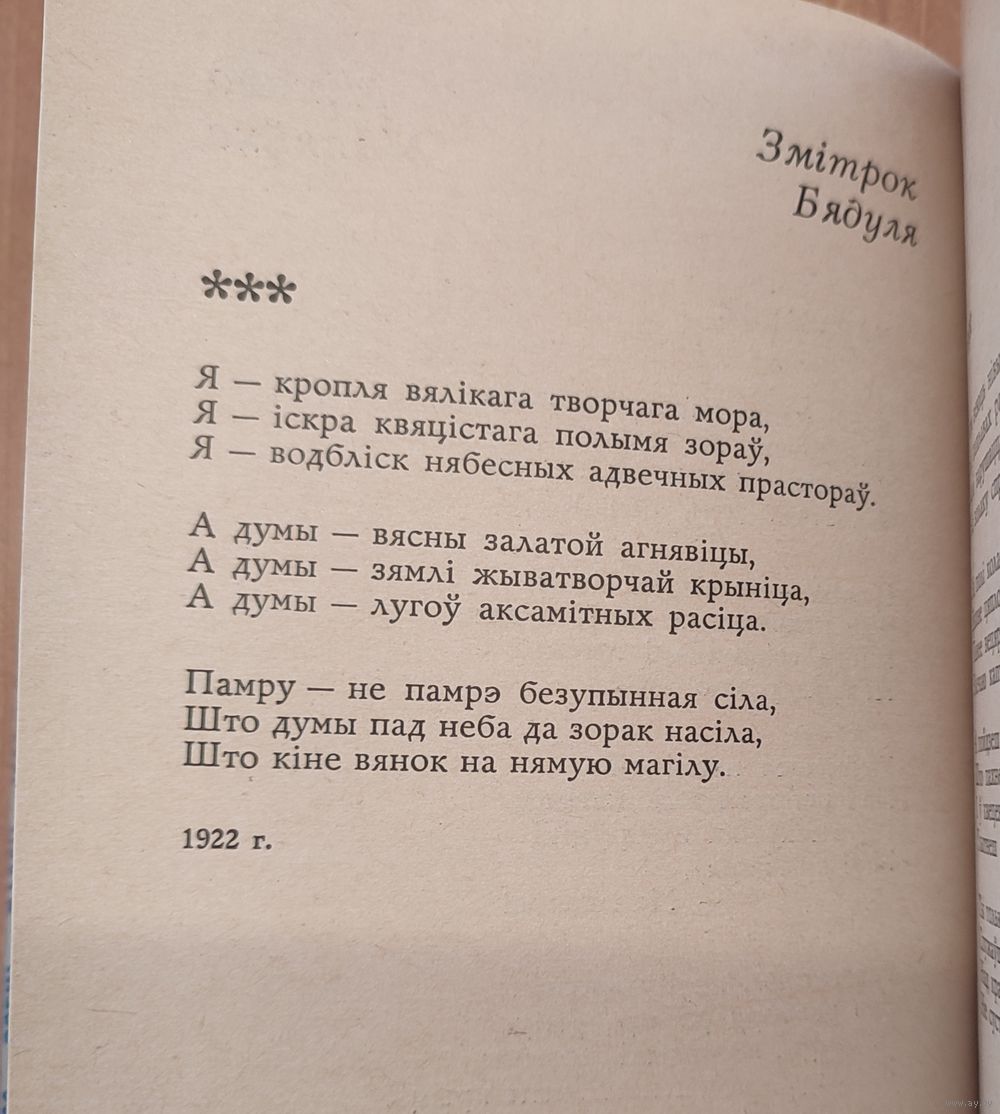 Змітрок
Бядуля
***
Я — кропля вялікага творчага мора,
Я — іскра квяцістага полымя зораў,
Я — водбліск нябесных адвечных прастораў.
А думы — вясны залатой агнявіцы,
А думы — зямлі жыватворчай крыніца,
А думы — лугоў аксамітных расіца.
Памру — не памрэ безупынная сіла,
Што думы пад неба да зорак насіла,
Што кіне вянок на нямую магілу.
1922 г.